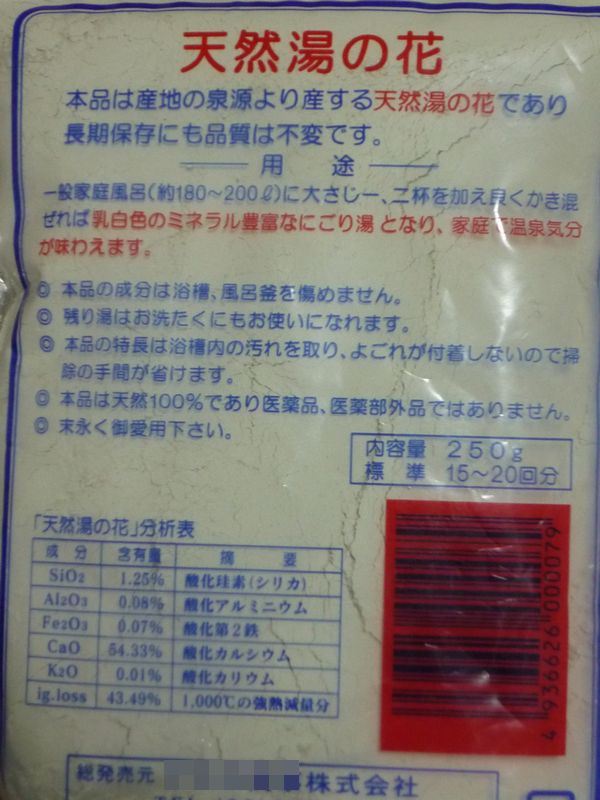 天然湯の花
本品は産地の泉源より産する天然湯の花であり
長期保存にも品質は不変です。
用 途
一般家庭風呂(約180〜200ℓ)に大さじ一、二杯を加え良くかき混
ぜれば乳白色のミネラル豊富なにごり湯 となり、家庭で温泉気分
が味わえます。
◎ 本品の成分は浴槽、風呂釜を傷めません。
◎ 残り湯はお洗たくにもお使いになれます。
◎ 本品の特長は浴槽内の汚れを取り、よごれが付着しないので掃
除の手間が省けます。
◎ 本品は天然100%であり医薬品、医薬部外品ではありません。
◎ 末永く御愛用下さい。
内容量 250g
標 準 15〜20回分
「天然湯の花」分析表
成 分 含有量 摘 要
SiO2 1.25% 酸化珪素(シリカ)
Al2O3 0.08% 酸化アルミニウム
Fe2O3 0.07% 酸化第2鉄
CaO 54.33% 酸化カルシウム
K2O 0.01% 酸化カリウム
ig.loss 43.49% 1,000℃の強熱減量分
4 936626 000079
総発売元 株式会社